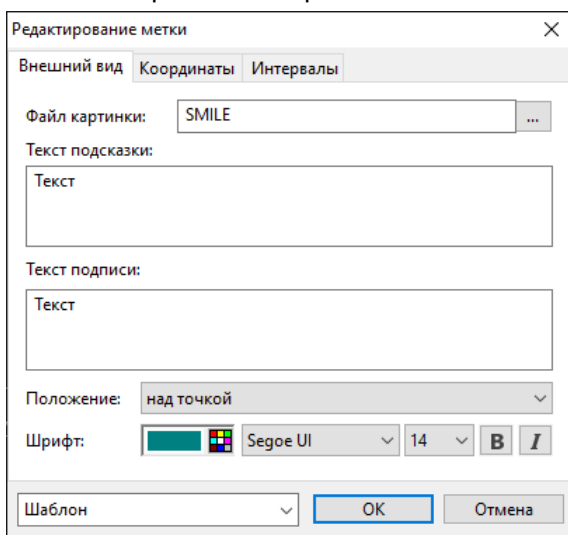 Редактирование метки
Внешний вид Координаты Интервалы
Файл картинки: SMILE ...
Текст подсказки:
Текст
Текст подписи:
Текст
Положение: над точкой
Шрифт: Segoe UI 14 B I
Шаблон OK Отмена